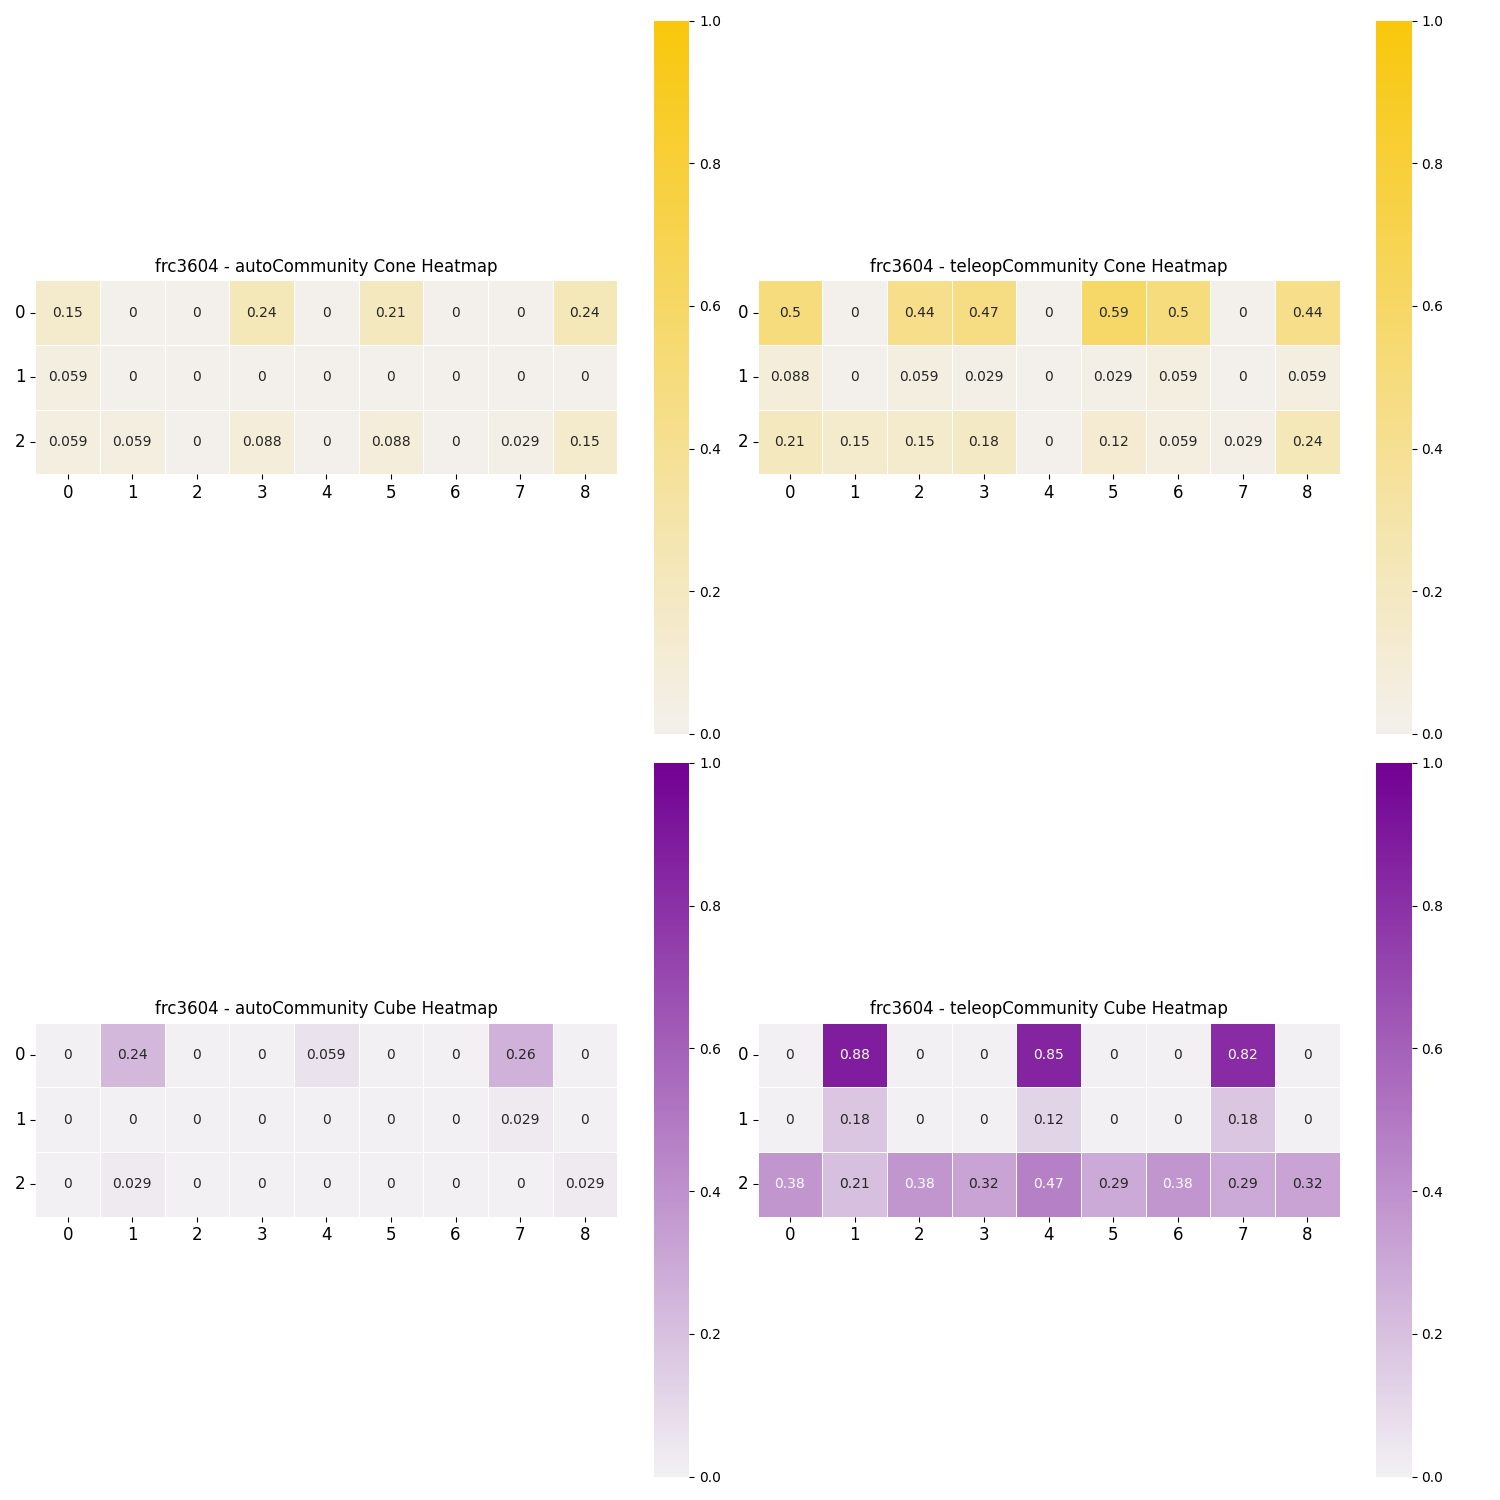 frc3604 - autoCommunity Cone Heatmap
0 0.15 0 0 0.24 0 0.21 0 0 0.24
1 0.059 0 0 0 0 0 0 0 0
2 0.059 0.059 0 0.088 0 0.088 0 0.029 0.15
0 1 2 3 4 5 6 7 8
1.0
0.8
0.6
0.4
0.2
0.0
frc3604 - teleopCommunity Cone Heatmap
0 0.5 0 0.44 0.47 0 0.59 0.5 0 0.44
1 0.088 0 0.059 0.029 0 0.029 0.059 0 0.059
2 0.21 0.15 0.15 0.18 0 0.12 0.059 0.029 0.24
0 1 2 3 4 5 6 7 8
1.0
0.8
0.6
0.4
0.2
0.0
frc3604 - autoCommunity Cube Heatmap
0 0 0.24 0 0 0.059 0 0 0.26 0
1 0 0 0 0 0 0 0 0.029 0
2 0 0.029 0 0 0 0 0 0 0.029
0 1 2 3 4 5 6 7 8
1.0
0.8
0.6
0.4
0.2
0.0
frc3604 - teleopCommunity Cube Heatmap
0 0 0.88 0 0 0.85 0 0 0.82 0
1 0 0.18 0 0 0.12 0 0 0.18 0
2 0.38 0.21 0.38 0.32 0.47 0.29 0.38 0.29 0.32
0 1 2 3 4 5 6 7 8
1.0
0.8
0.6
0.4
0.2
0.0